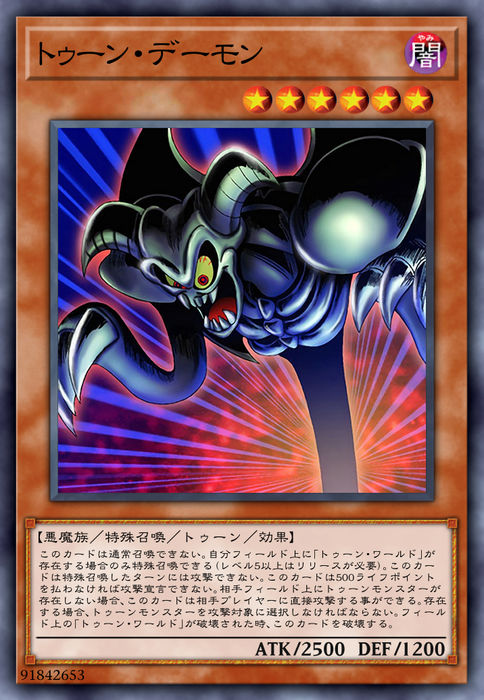 トゥーン・デーモン
やみ
闇
【悪魔族／特殊召喚／トゥーン／効果】
このカードは通常召喚できない。自分フィールド上に「トゥーン・ワールド」が
存在する場合のみ特殊召喚できる(レベル5以上はリリースが必要)。このカー
ドは特殊召喚したターンには攻撃できない。このカードは500ライフポイント
を払わなければ攻撃宣言できない。相手フィールド上にトゥーンモンスターが
存在しない場合、このカードは相手プレイヤーに直接攻撃する事ができる。存在
する場合、トゥーンモンスターを攻撃対象に選択しなければならない。フィール
ド上の「トゥーン・ワールド」が破壊された時、このカードを破壊する。
ATK/2500 DEF/1200
91842653